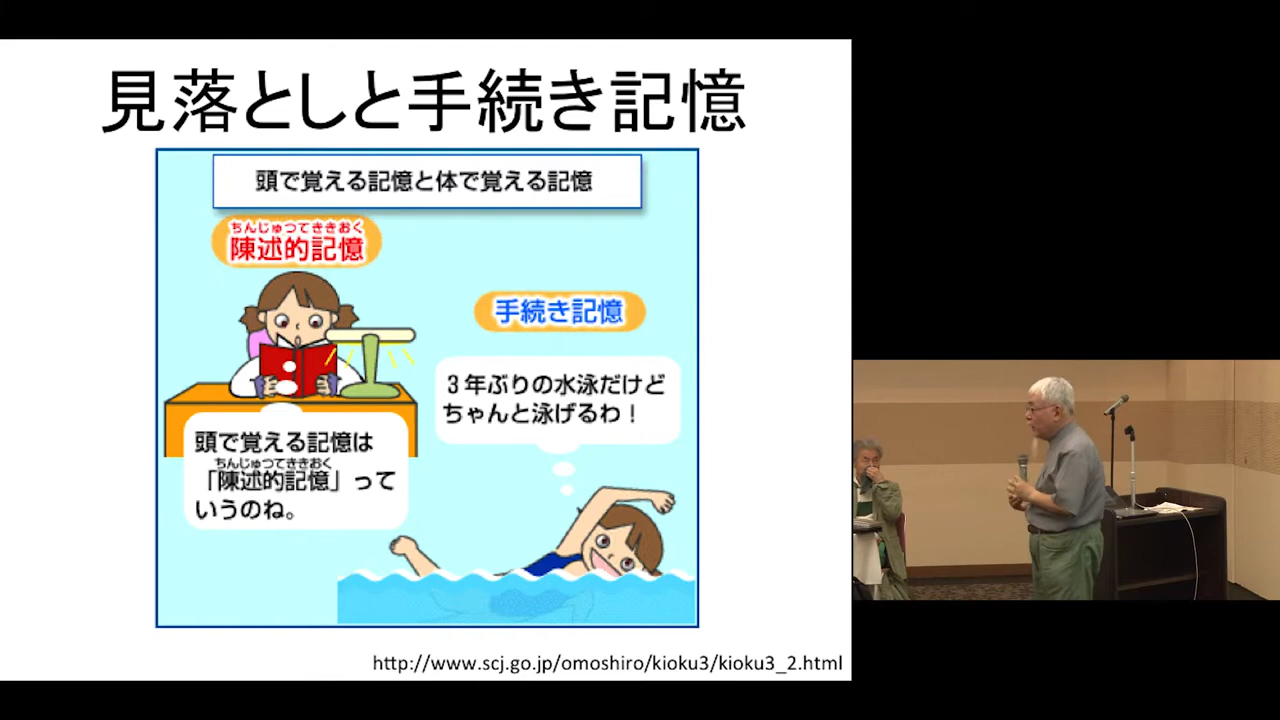 見落としと手続き記憶
頭で覚える記憶と体で覚える記憶
ちんじゅつてききおく
陳述的記憶
手続き記憶
３年ぶりの水泳だけど
ちゃんと泳げるわ！
頭で覚える記憶は
ちんじゅつてききおく
「陳述的記憶」って
いうのね。
http://www.scj.go.jp/omoshiro/kioku3/kioku3_2.html